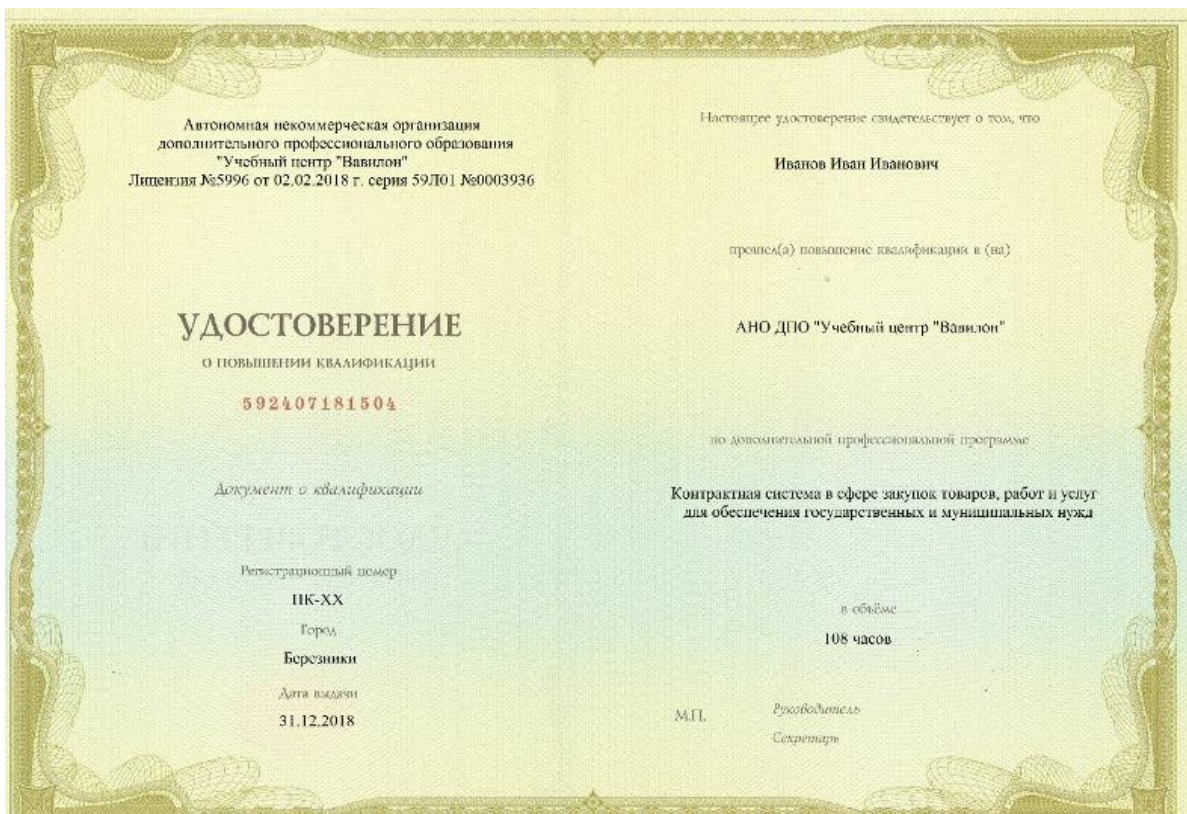 Автономная некоммерческая организация
дополнительного профессионального образования
"Учебный центр "Вавилон"
Лицензия №5996 от 02.02.2018 г. серия 59Л01 №0003936
УДОСТОВЕРЕНИЕ
О ПОВЫШЕНИИ КВАЛИФИКАЦИИ
592407181504
Документ о квалификации
Регистрационный номер
ПК-ХХ
Город
Березники
Дата выдачи
31.12.2018
Настоящее удостоверение свидетельствует о том, что
Иванов Иван Иванович
прошел(а) повышение квалификации в (на)
АНО ДПО "Учебный центр "Вавилон"
по дополнительной профессиональной программе
Контрактная система в сфере закупок товаров, работ и услуг
для обеспечения государственных и муниципальных нужд
в объёме
108 часов
М.П.
Руководитель
Секретарь